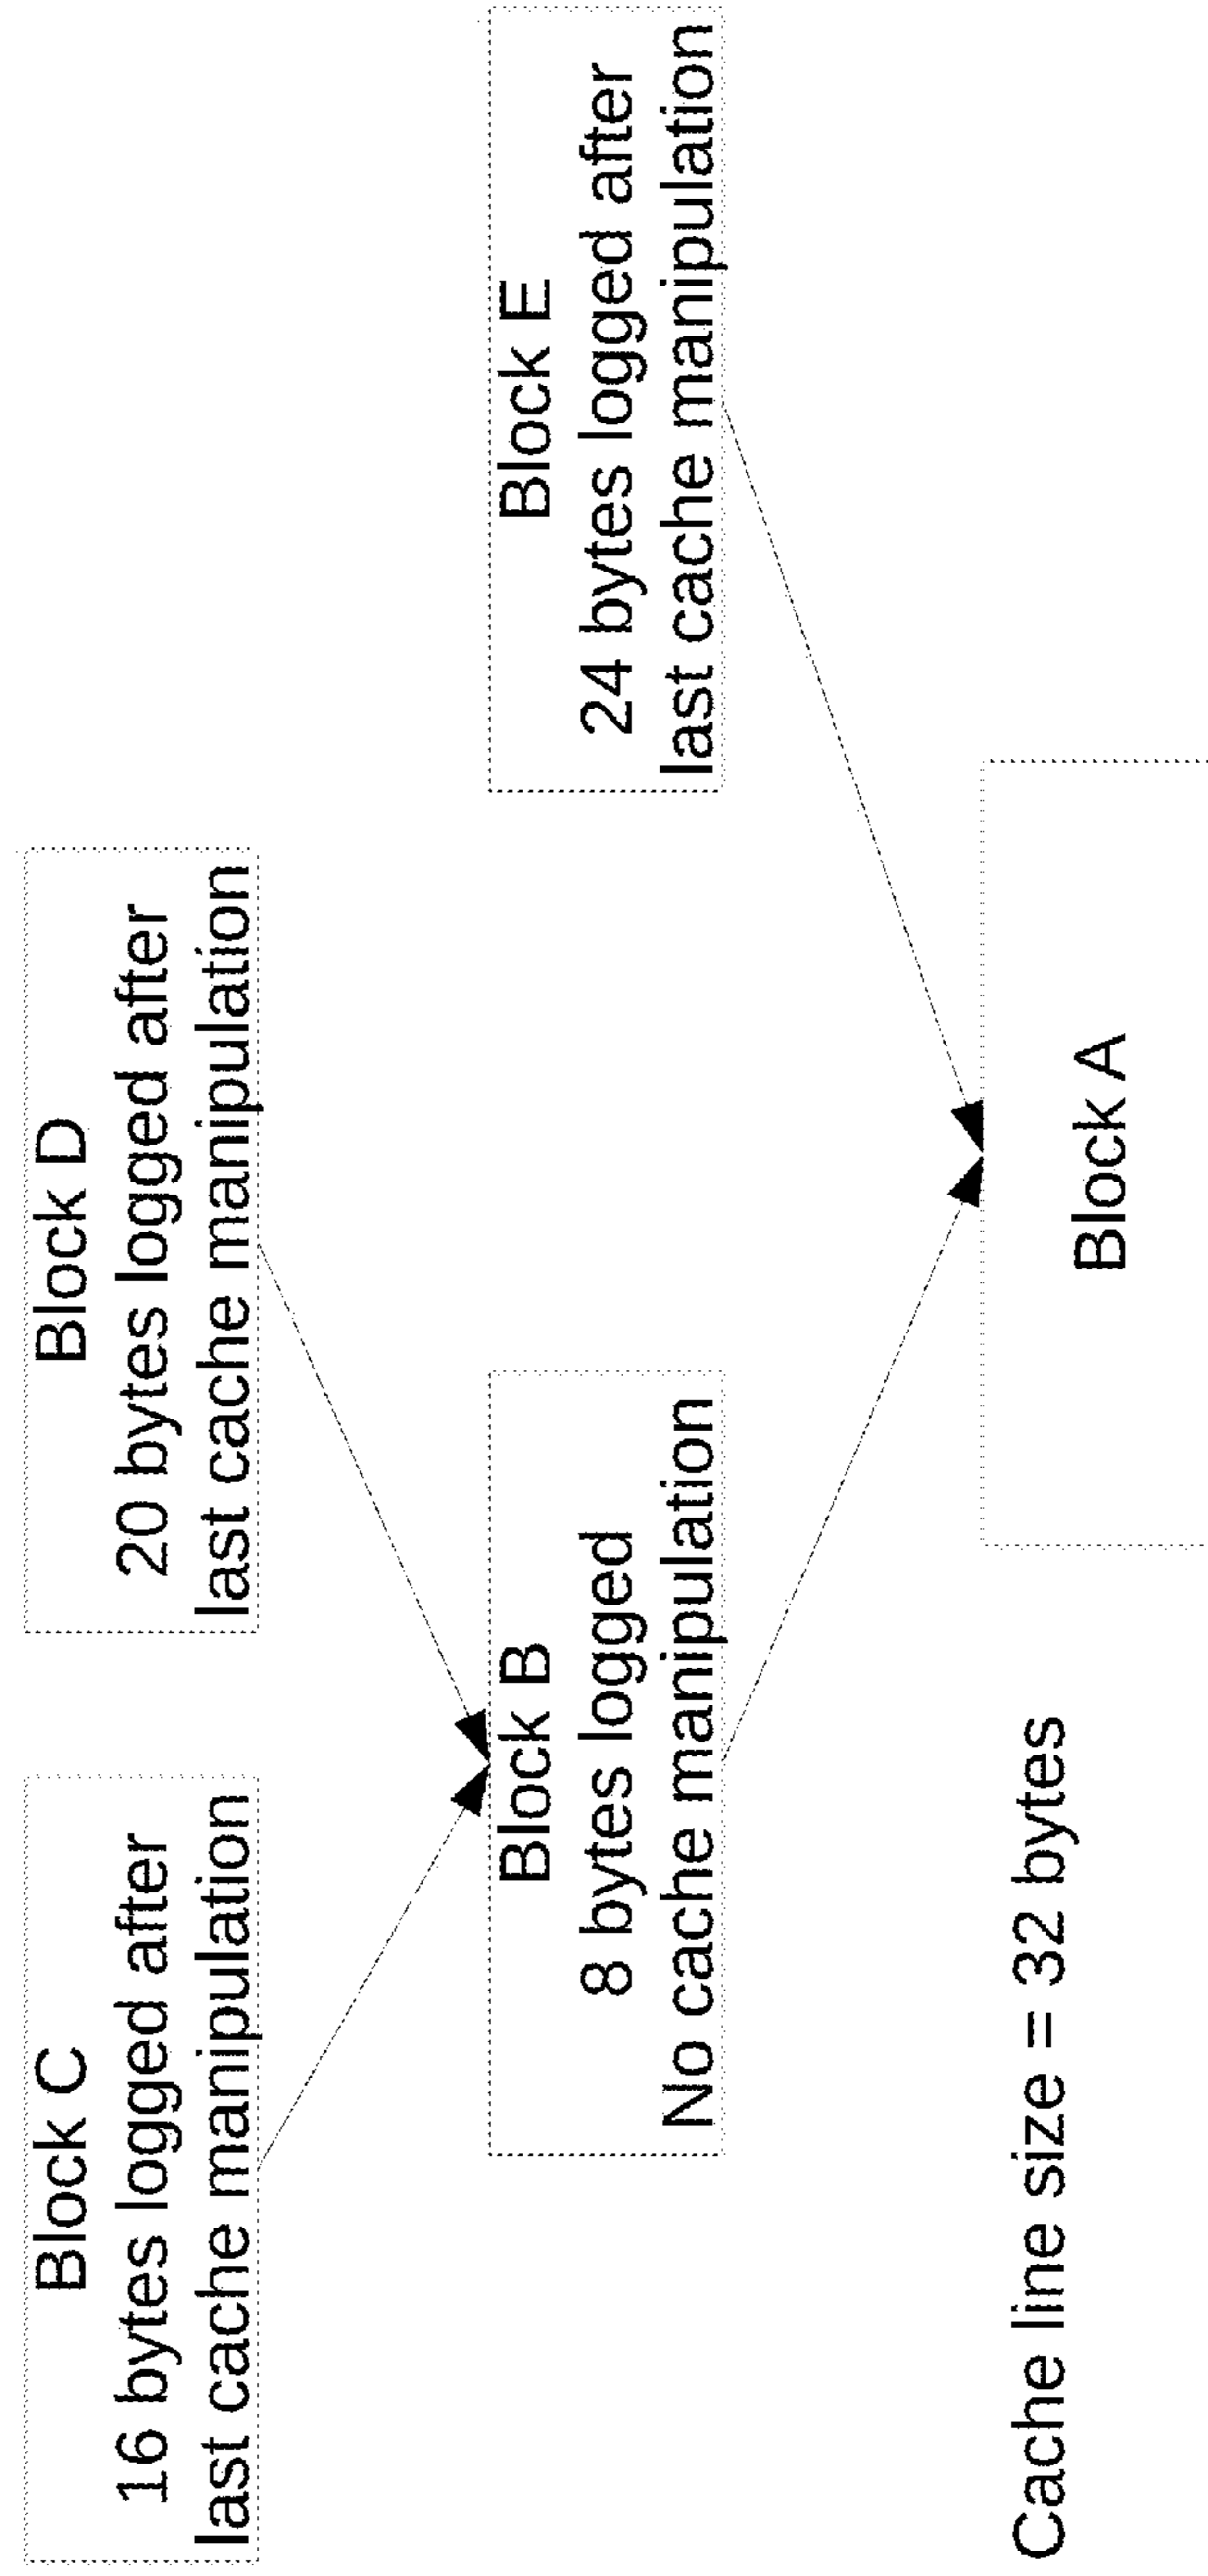 Block C
16 bytes logged after
last cache manipulation
Block D
20 bytes logged after
last cache manipulation
Block B
8 bytes logged
No cache manipulation
Block E
24 bytes logged after
last cache manipulation
Cache line size = 32 bytes
Block A